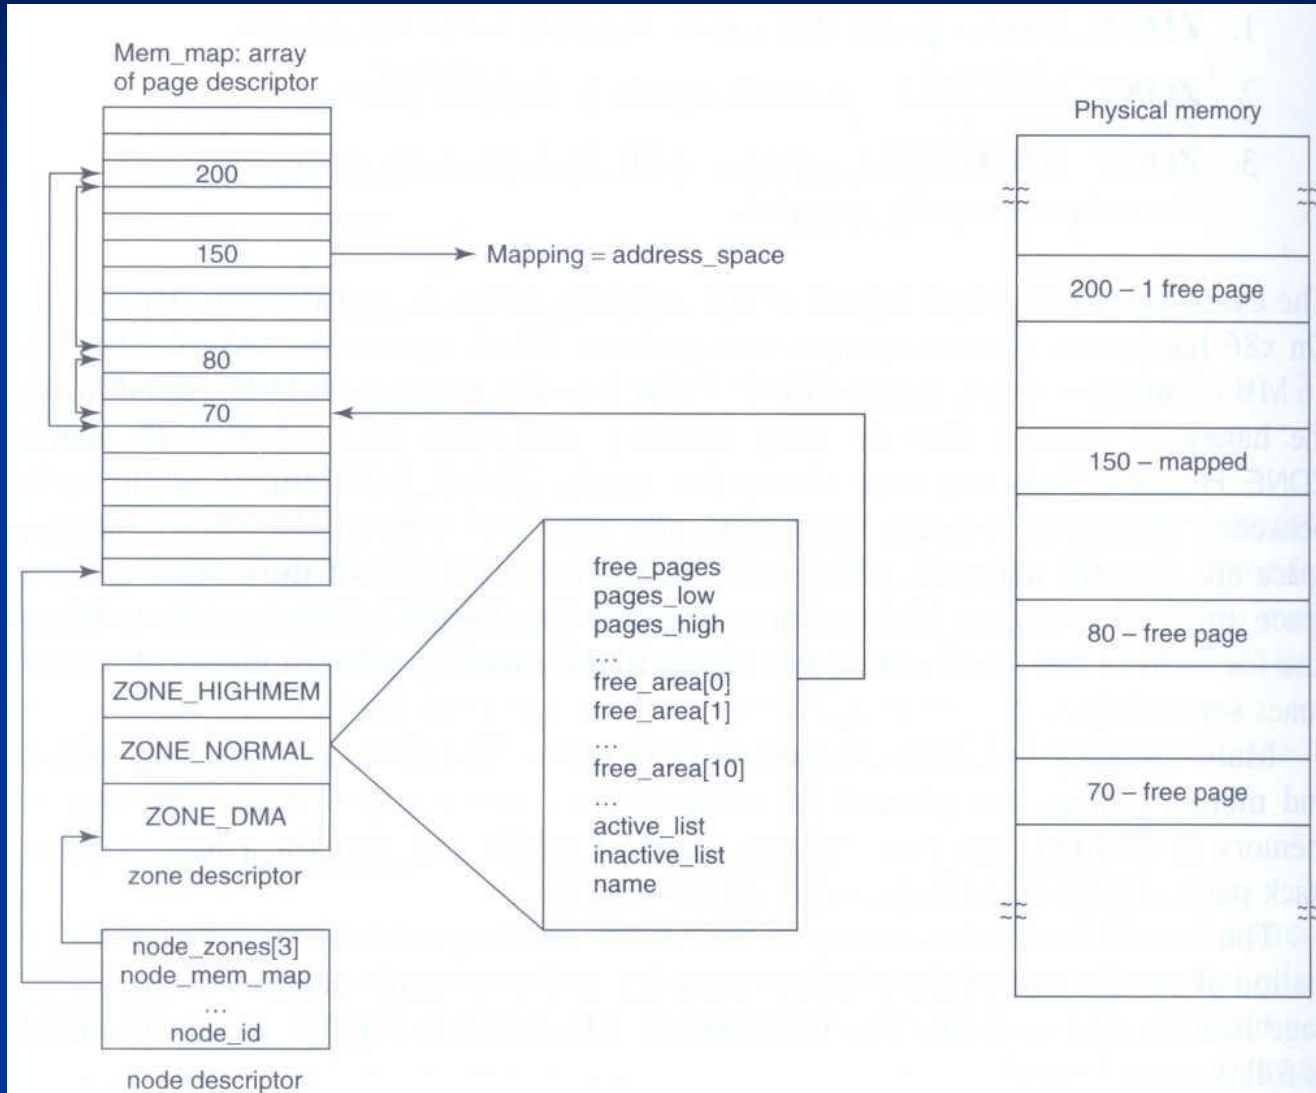 Mem_map: array
of page descriptor
200
150
80
70
Mapping = address_space
Physical memory
200 – 1 free page
150 – mapped
80 – free page
70 – free page
free_pages
pages_low
pages_high
...
free_area[0]
free_area[1]
...
free_area[10]
...
active_list
inactive_list
name
ZONE_HIGHMEM
ZONE_NORMAL
ZONE_DMA
zone descriptor
node_zones[3]
node_mem_map
...
node_id
node descriptor